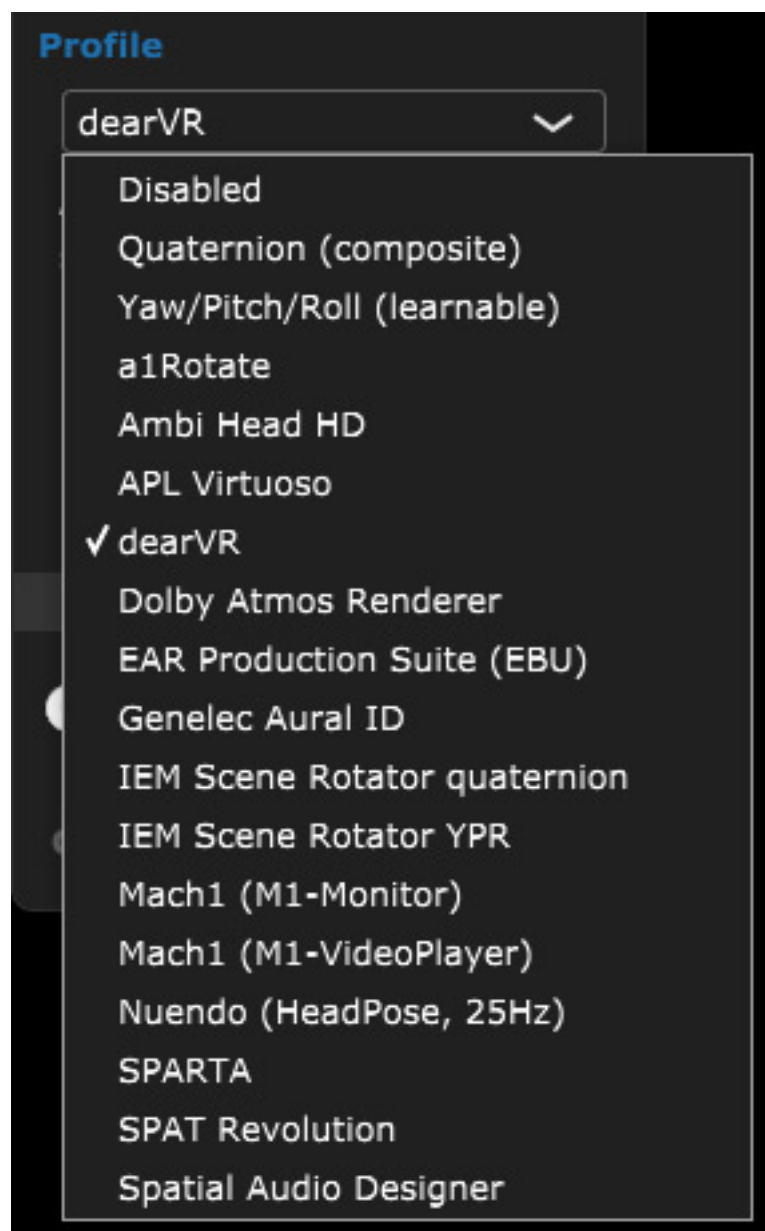 Profile
dearVR
Disabled
Quaternion (composite)
Yaw/Pitch/Roll (learnable)
a1Rotate
Ambi Head HD
APL Virtuoso
✓ dearVR
Dolby Atmos Renderer
EAR Production Suite (EBU)
Genelec Aural ID
IEM Scene Rotator quaternion
IEM Scene Rotator YPR
Mach1 (M1-Monitor)
Mach1 (M1-VideoPlayer)
Nuendo (HeadPose, 25Hz)
SPARTA
SPAT Revolution
Spatial Audio Designer